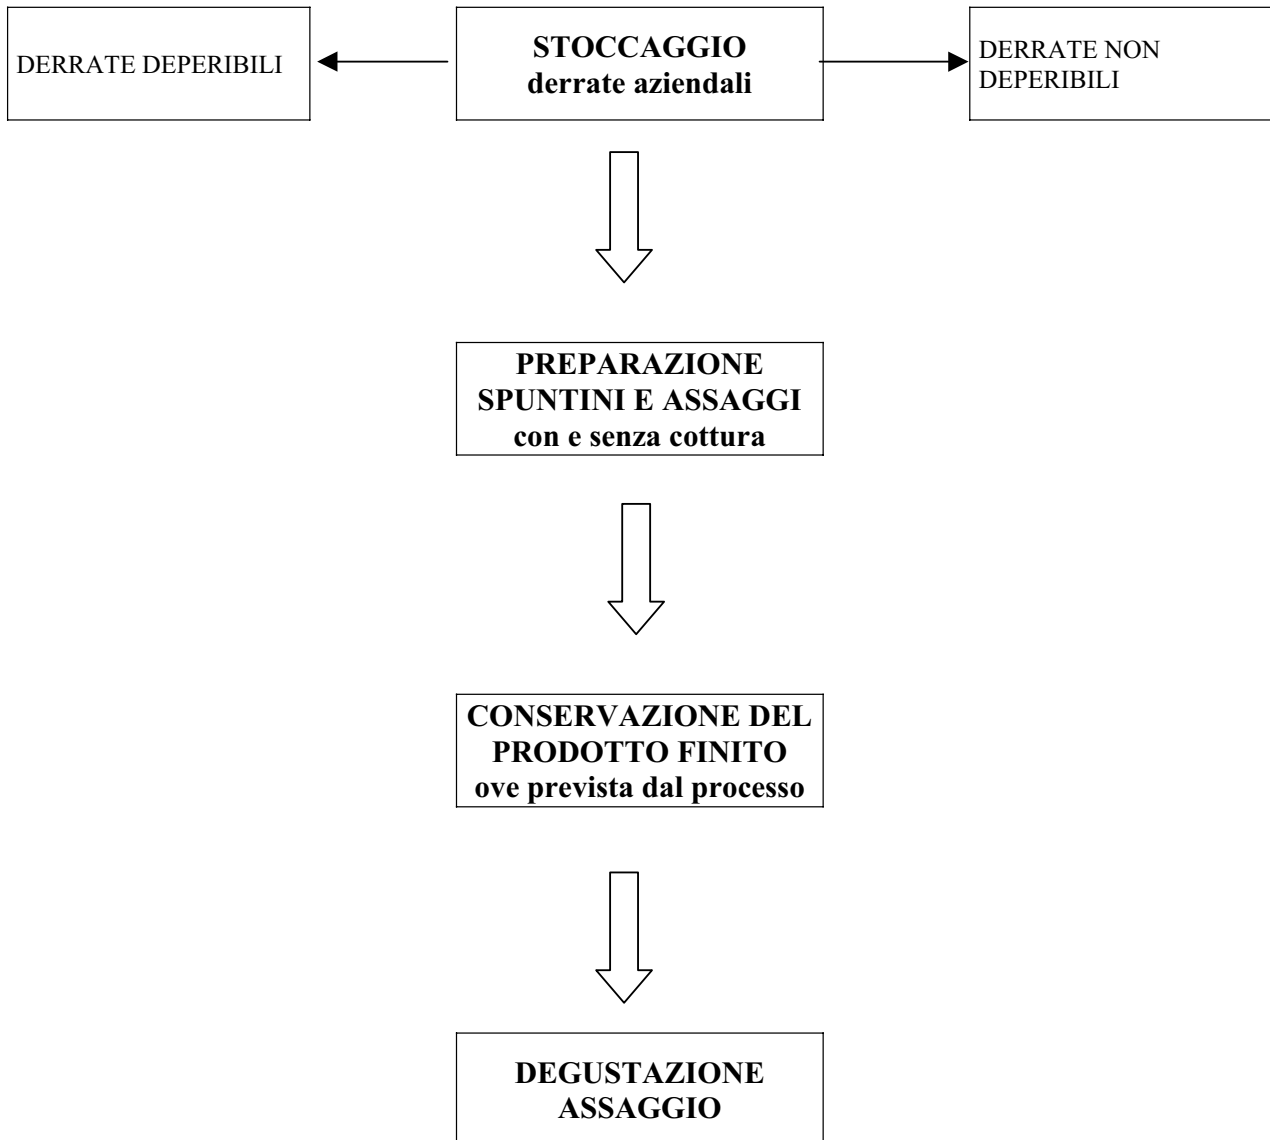 DERRATE DEPERIBILI
STOCCAGGIO
derrate aziendali
DERRATE NON
DEPERIBILI
PREPARAZIONE
SPUNTINI E ASSAGGI
con e senza cottura
CONSERVAZIONE DEL
PRODOTTO FINITO
ove prevista dal processo
DEGUSTAZIONE
ASSAGGIO